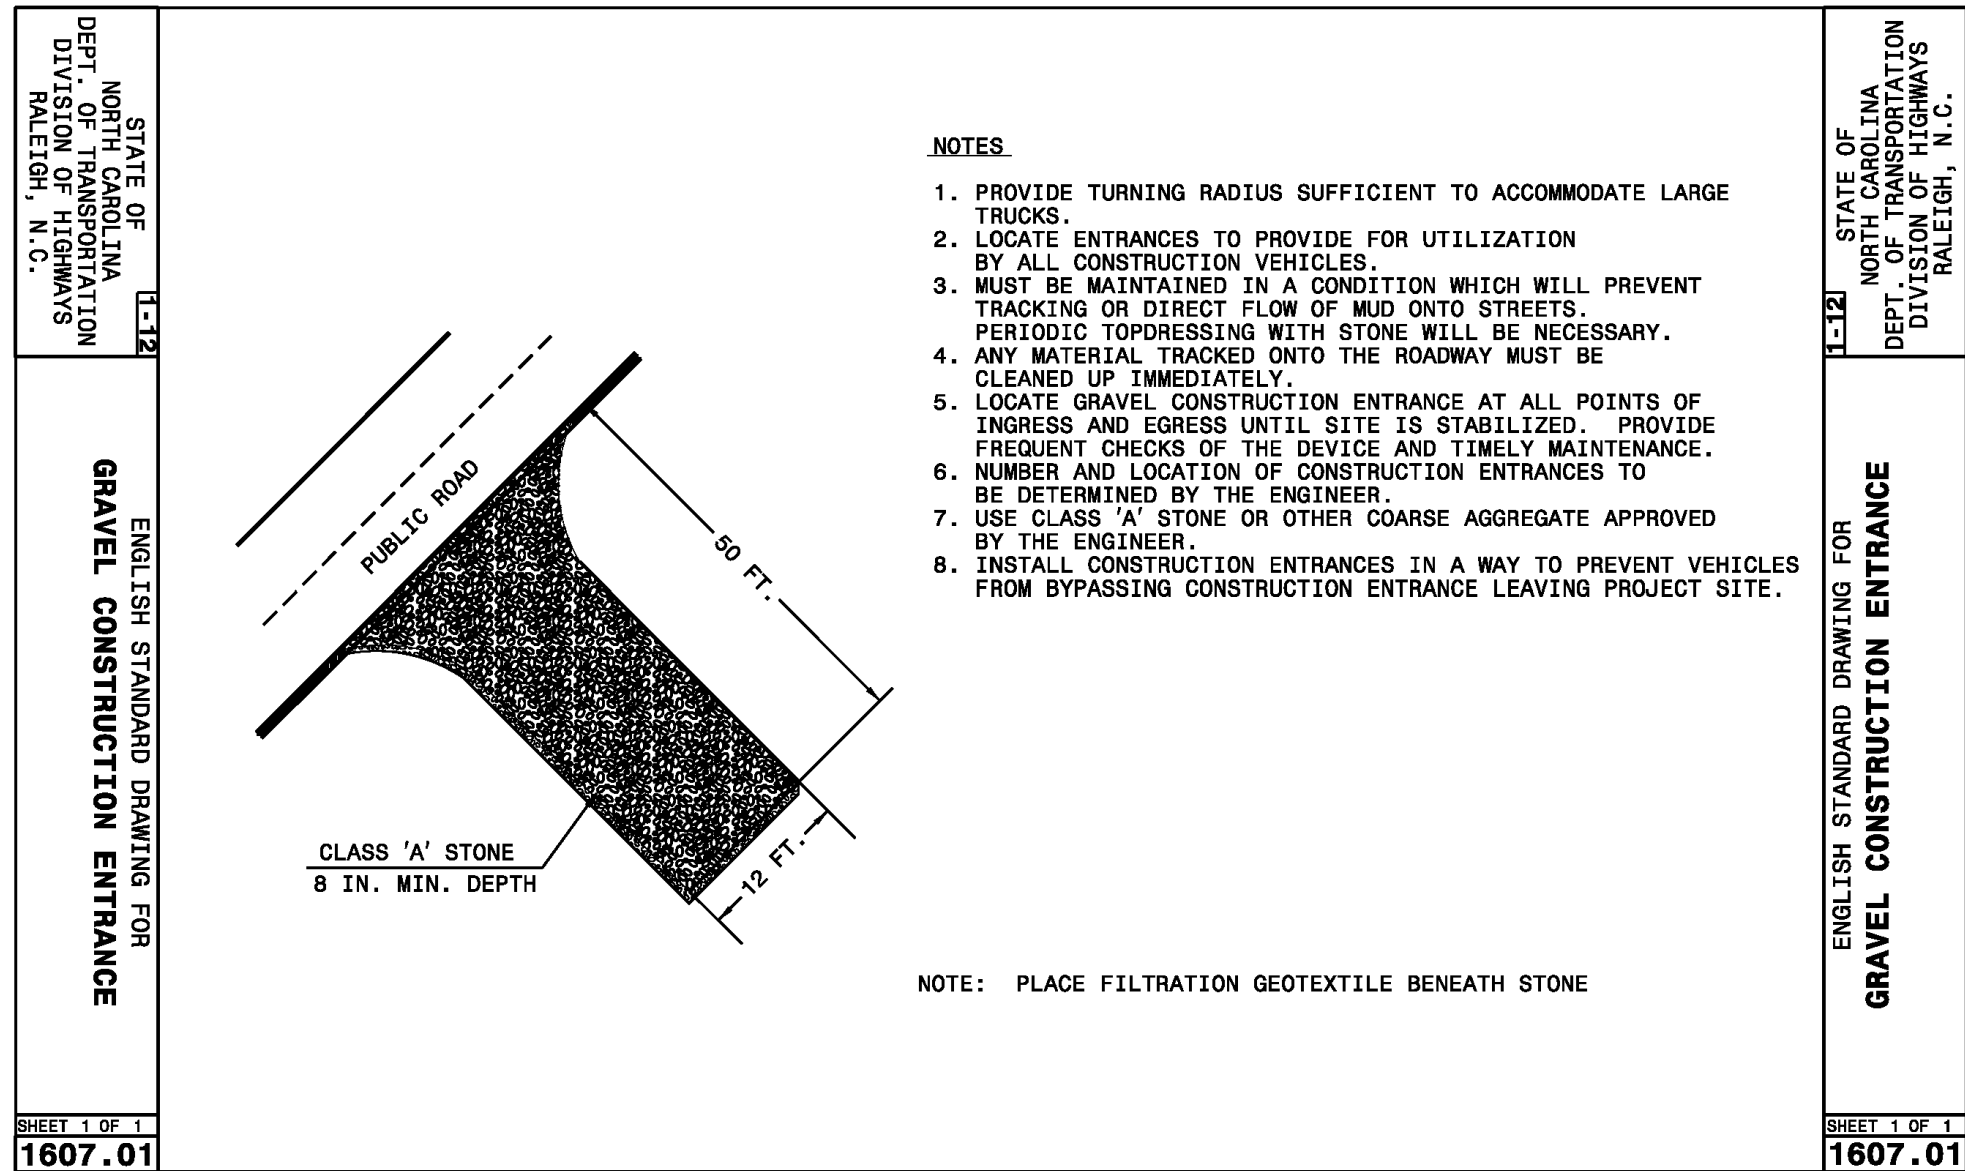 STATE OF
NORTH CAROLINA
DEPT. OF TRANSPORTATION
DIVISION OF HIGHWAYS
RALEIGH, N.C.
1-12
ENGLISH STANDARD DRAWING FOR
GRAVEL CONSTRUCTION ENTRANCE
SHEET 1 OF 1
1607.01
PUBLIC ROAD
50 FT.
12 FT.
CLASS 'A' STONE
8 IN. MIN. DEPTH
NOTES
1. PROVIDE TURNING RADIUS SUFFICIENT TO ACCOMMODATE LARGE
TRUCKS.
2. LOCATE ENTRANCES TO PROVIDE FOR UTILIZATION
BY ALL CONSTRUCTION VEHICLES.
3. MUST BE MAINTAINED IN A CONDITION WHICH WILL PREVENT
TRACKING OR DIRECT FLOW OF MUD ONTO STREETS.
PERIODIC TOPDRESSING WITH STONE WILL BE NECESSARY.
4. ANY MATERIAL TRACKED ONTO THE ROADWAY MUST BE
CLEANED UP IMMEDIATELY.
5. LOCATE GRAVEL CONSTRUCTION ENTRANCE AT ALL POINTS OF
INGRESS AND EGRESS UNTIL SITE IS STABILIZED. PROVIDE
FREQUENT CHECKS OF THE DEVICE AND TIMELY MAINTENANCE.
6. NUMBER AND LOCATION OF CONSTRUCTION ENTRANCES TO
BE DETERMINED BY THE ENGINEER.
7. USE CLASS 'A' STONE OR OTHER COARSE AGGREGATE APPROVED
BY THE ENGINEER.
8. INSTALL CONSTRUCTION ENTRANCES IN A WAY TO PREVENT VEHICLES
FROM BYPASSING CONSTRUCTION ENTRANCE LEAVING PROJECT SITE.
NOTE: PLACE FILTRATION GEOTEXTILE BENEATH STONE
STATE OF
NORTH CAROLINA
DEPT. OF TRANSPORTATION
DIVISION OF HIGHWAYS
RALEIGH, N.C.
1-12
ENGLISH STANDARD DRAWING FOR
GRAVEL CONSTRUCTION ENTRANCE
SHEET 1 OF 1
1607.01